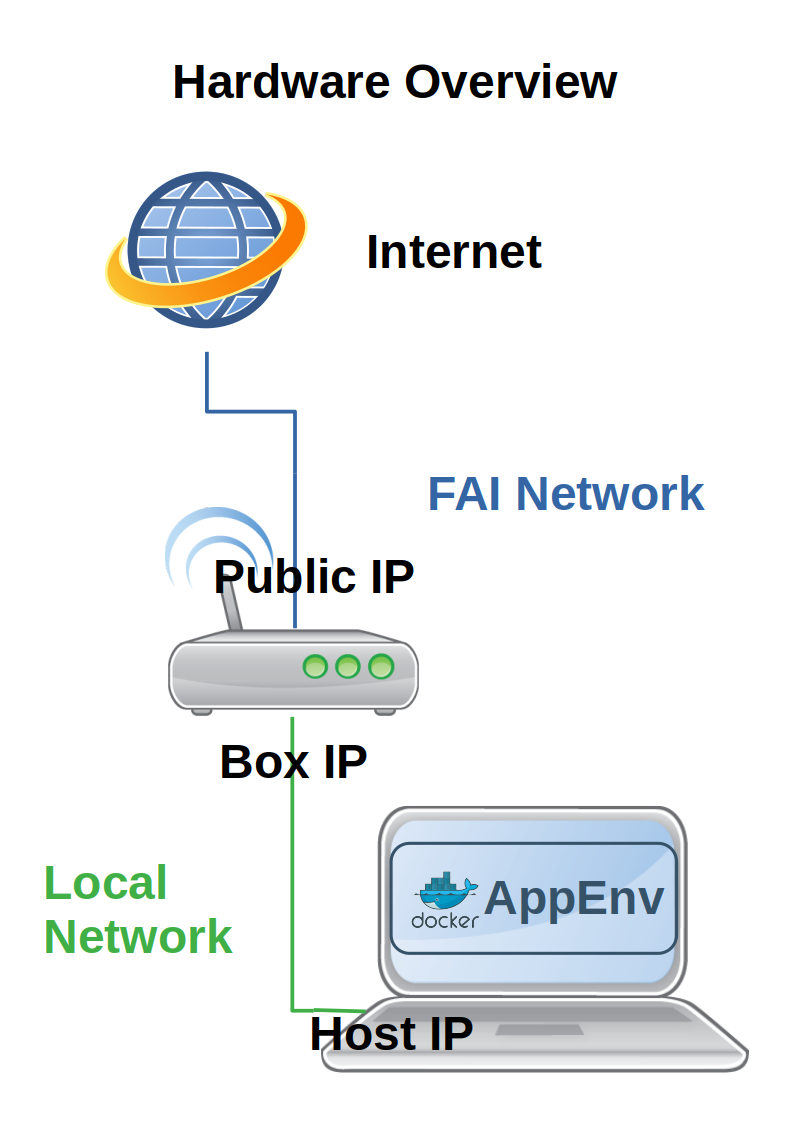 Hardware Overview
Internet
FAI Network
Public IP
Box IP
Local
Network
docker AppEnv
Host IP